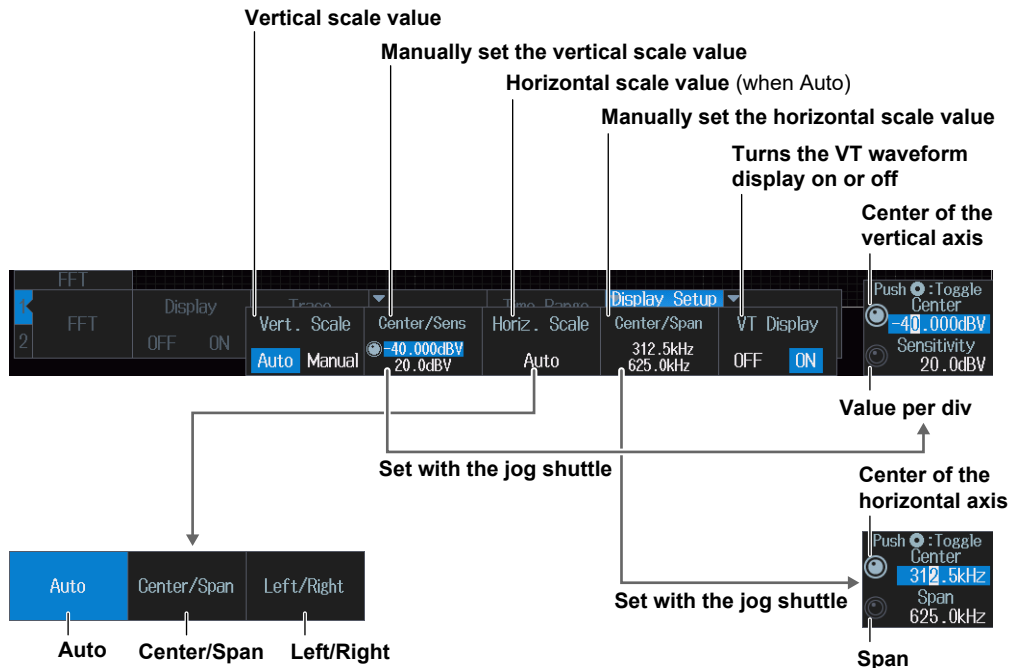 Vertical scale value
Manually set the vertical scale value
Horizontal scale value (when Auto)
Manually set the horizontal scale value
Turns the VT waveform
display on or off
Center of the
vertical axis
FFT
1
FFT
2
Display
OFF ON
Trace
Time Range
Display Setup
Vert. Scale
Auto Manual
Center/Sens
-40.000dBV
20.0dBV
Horiz. Scale
Auto
Center/Span
312.5kHz
625.0kHz
VT Display
OFF ON
Push :Toggle
Center
-40.000dBV
Sensitivity
20.0dBV
Value per div
Set with the jog shuttle
Center of the
horizontal axis
Push :Toggle
Center
312.5kHz
Span
625.0kHz
Auto Center/Span Left/Right
Set with the jog shuttle
Auto Center/Span Left/Right
Span